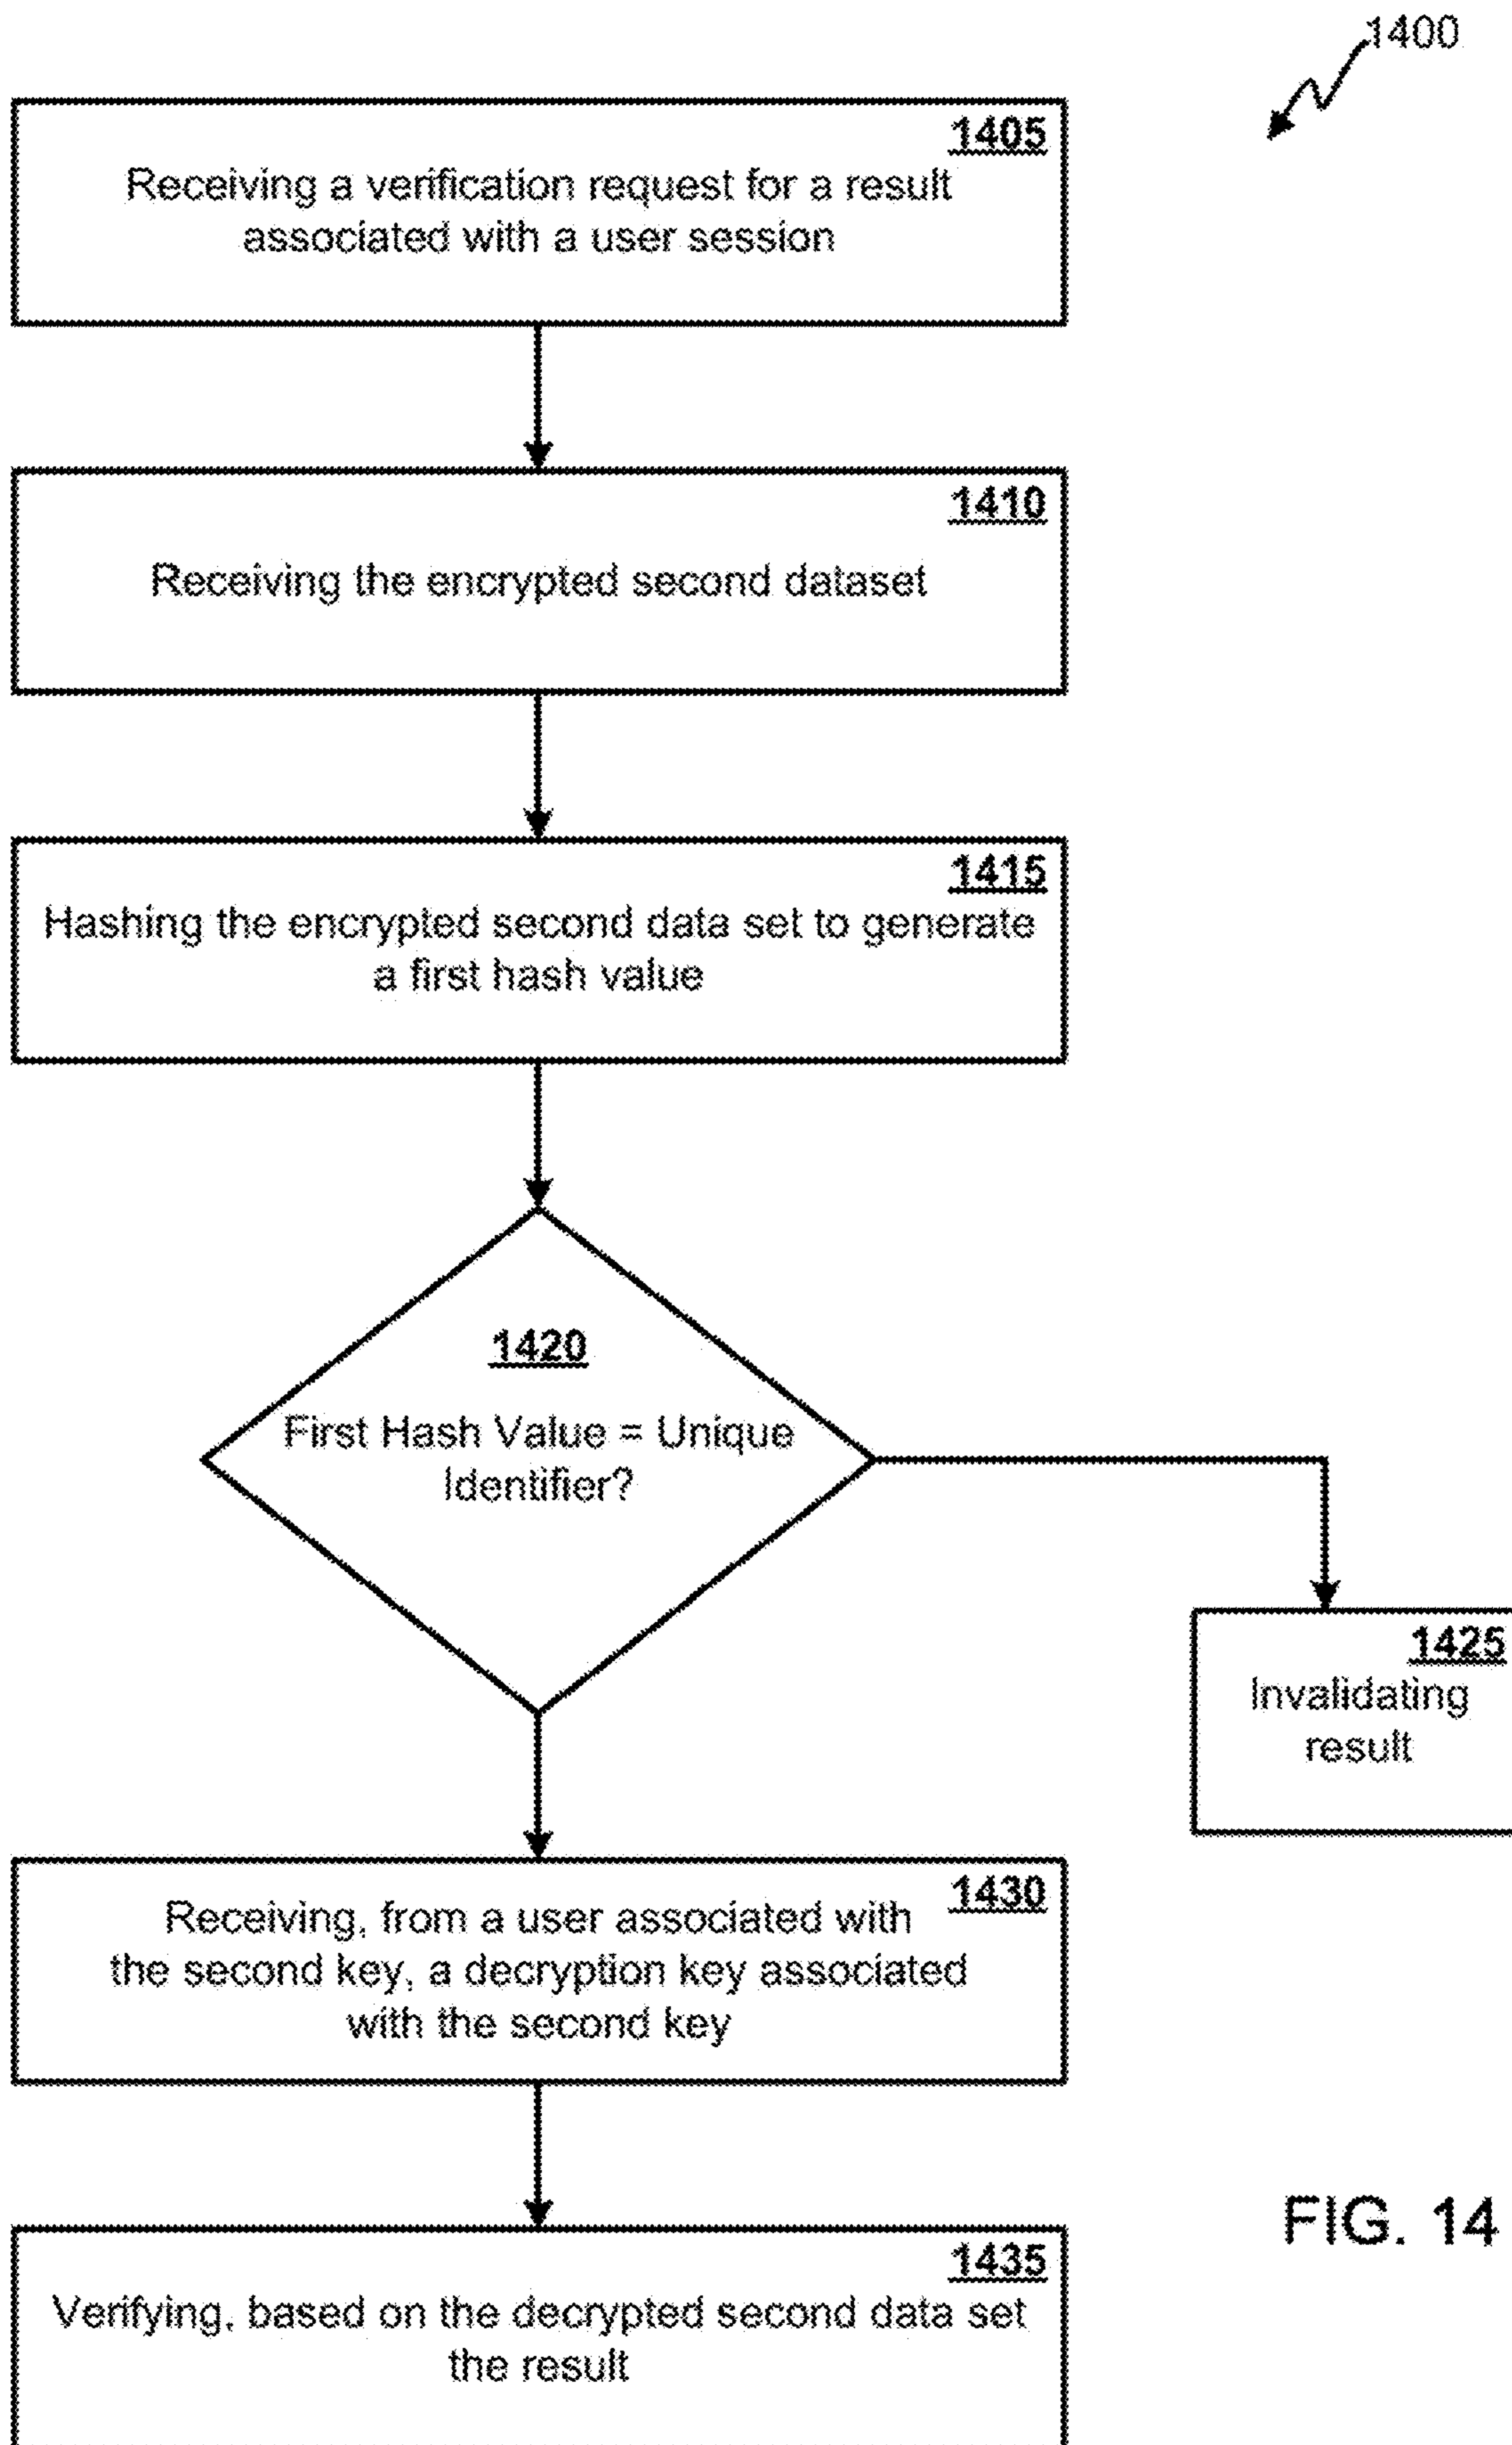 1400
1405
Receiving a verification request for a result
associated with a user session
1410
Receiving the encrypted second dataset
1415
Hashing the encrypted second data set to generate
a first hash value
1420
First Hash Value = Unique
Identifier?
1425
Invalidating
result
1430
Receiving, from a user associated with
the second key, a decryption key associated
with the second key
1435
Verifying, based on the decrypted second data set
the result
FIG. 14